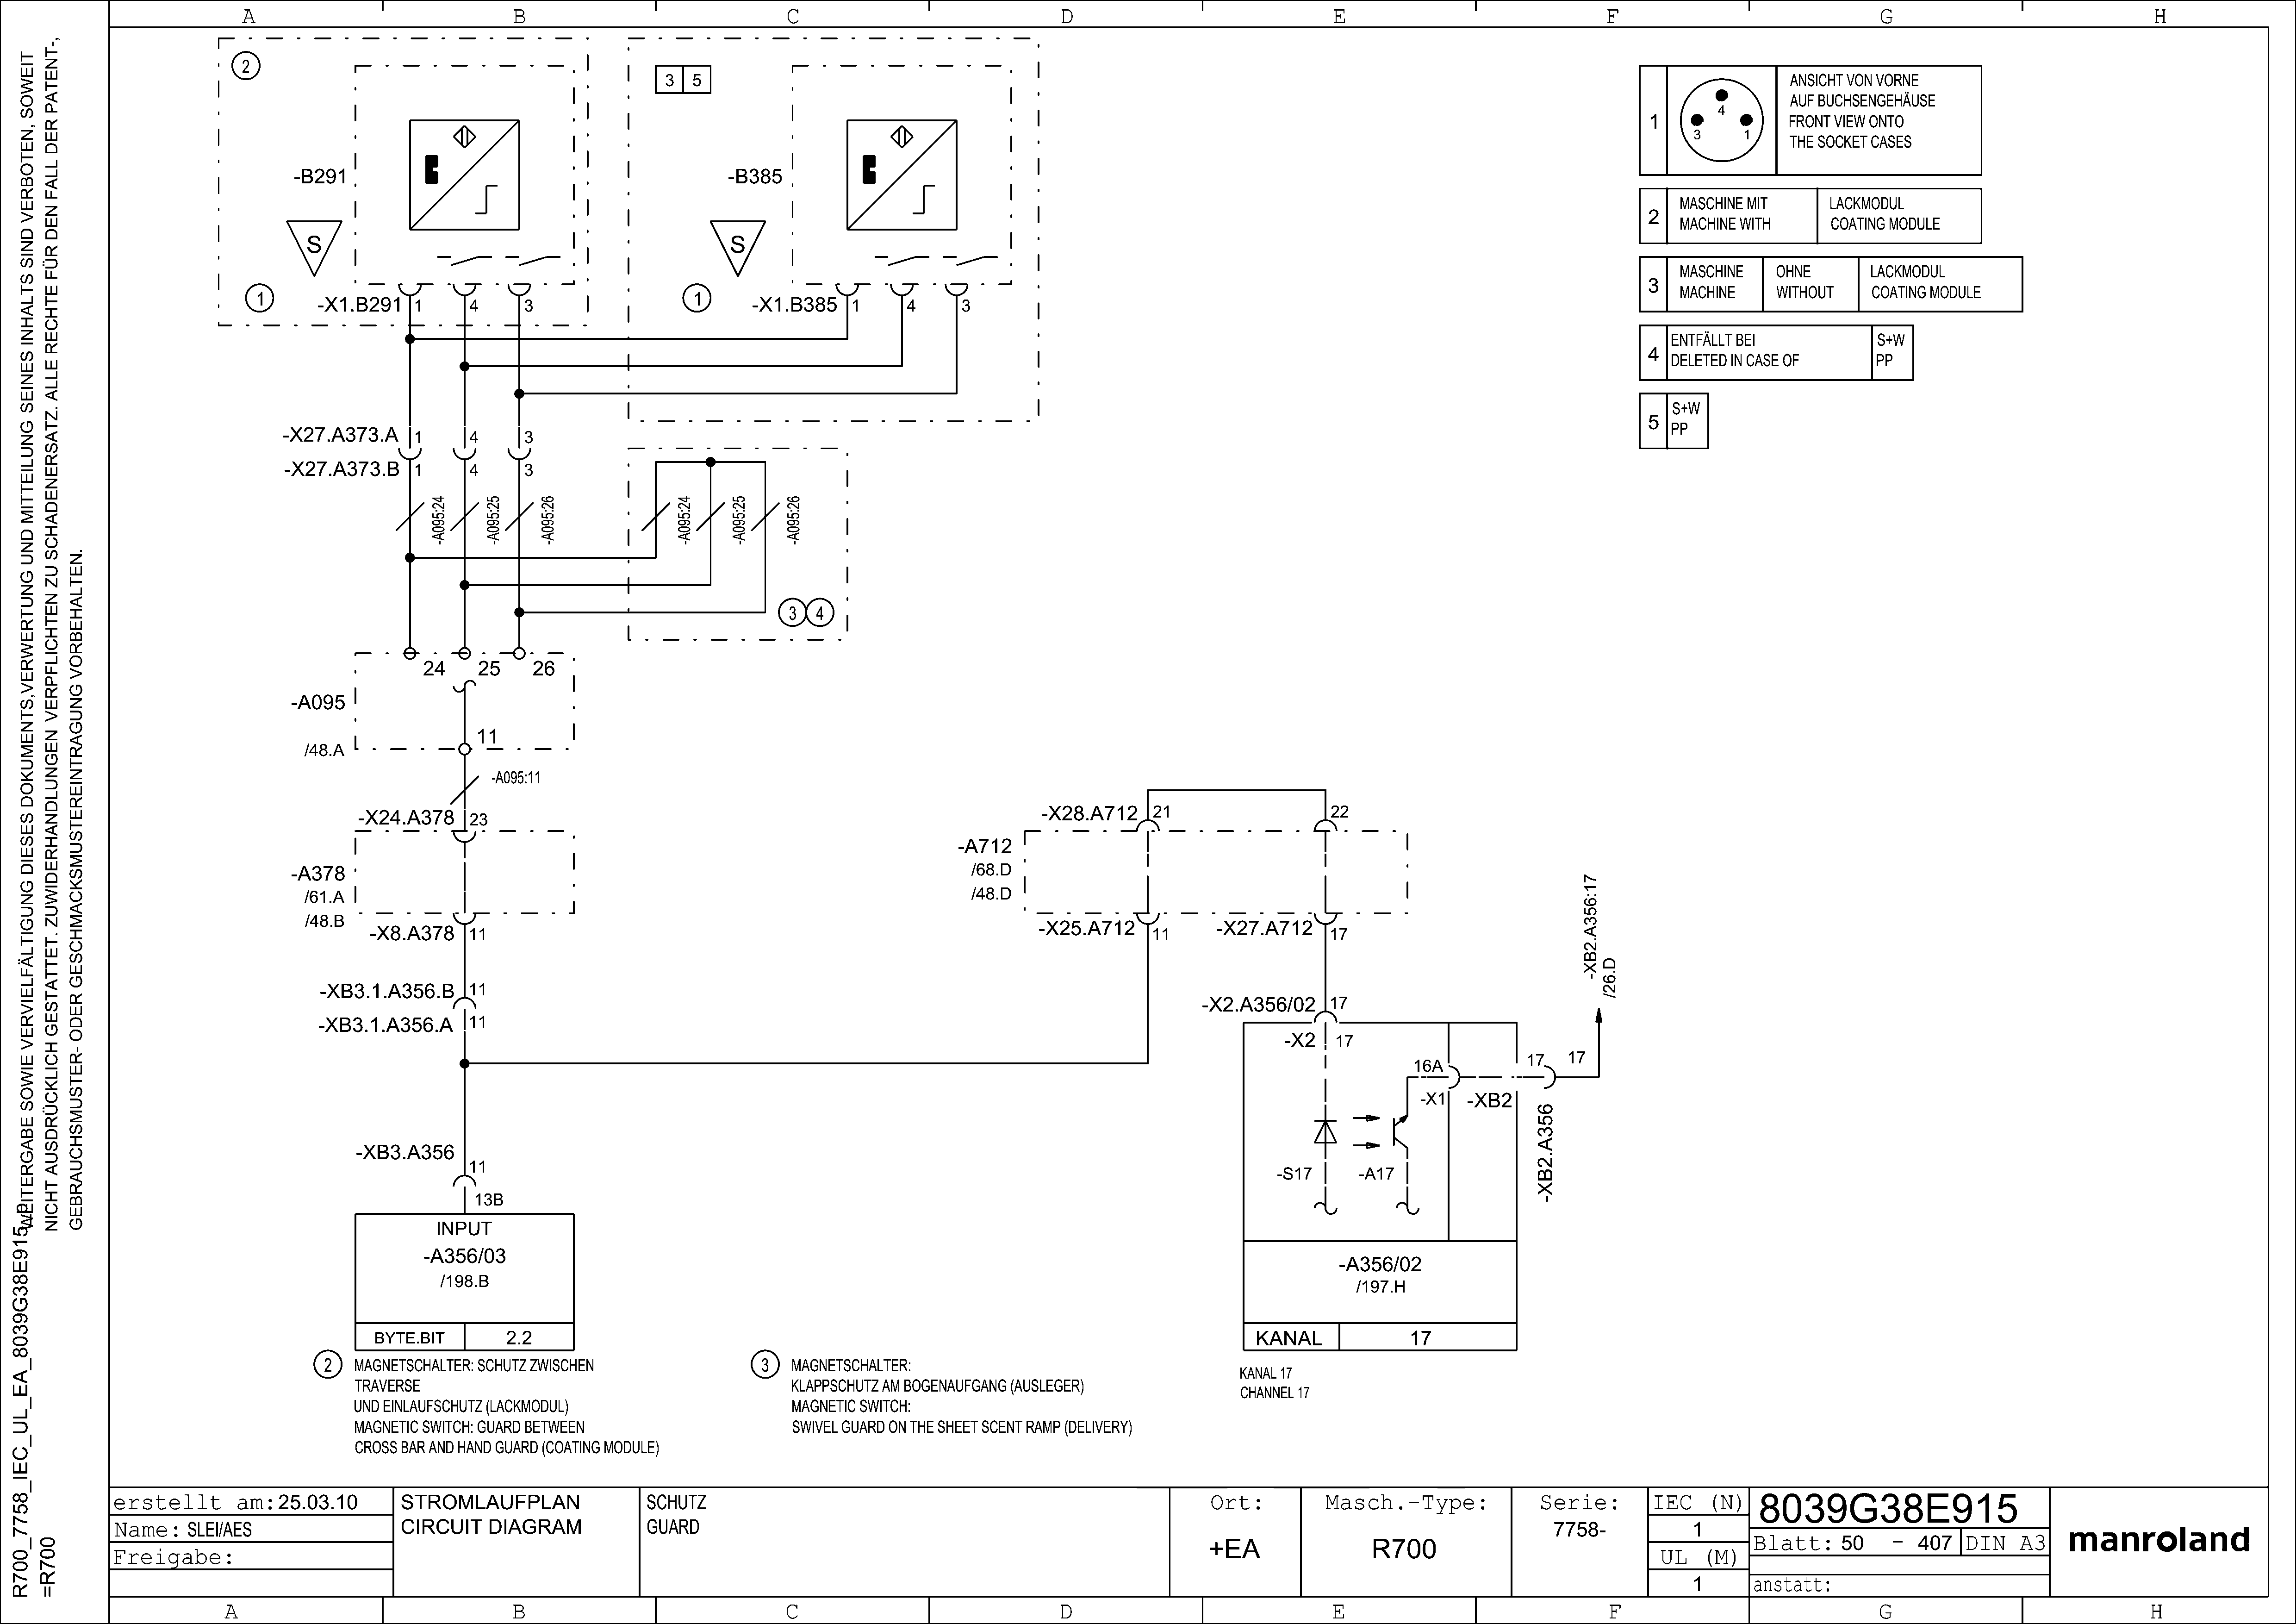 A B C D E F G H
WEITERGABE SOWIE VERVIELFÄLTIGUNG DIESES DOKUMENTS,VERWERTUNG UND MITTEILUNG SEINES INHALTS SIND VERBOTEN, SOWEIT
NICHT AUSDRÜCKLICH GESTATTET. ZUWIDERHANDLUNGEN VERPFLICHTEN ZU SCHADENERSATZ. ALLE RECHTE FÜR DEN FALL DER PATENT-,
GEBRAUCHSMUSTER- ODER GESCHMACKSMUSTEREINTRAGUNG VORBEHALTEN.
R700_7758_IEC_UL_EA_8039G38E915_D
=R700
2
-B291
S
1
-X1.B291 1 4 3
3 5
-B385
S
1
-X1.B385 1 4 3
1
4
3 1
ANSICHT VON VORNE
AUF BUCHSENGEHÄUSE
FRONT VIEW ONTO
THE SOCKET CASES
2
MASCHINE MIT LACKMODUL
MACHINE WITH COATING MODULE
3
MASCHINE OHNE LACKMODUL
MACHINE WITHOUT COATING MODULE
4
ENTFÄLLT BEI S+W
DELETED IN CASE OF PP
5
S+W
PP
-X27.A373.A 1 4 3
-X27.A373.B 1 4 3
-A095:24 -A095:25 -A095:26
-A095:24 -A095:25 -A095:26
3 4
24 25 26
-A095
/48.A
11
-A095:11
-X24.A378 23
-A378
/61.A
/48.B
-X8.A378 11
-XB3.1.A356.B 11
-XB3.1.A356.A 11
-XB3.A356
11
13B
INPUT
-A356/03
/198.B
BYTE.BIT 2.2
-X28.A712 21 22
-A712
/68.D
/48.D
-X25.A712 11 -X27.A712 17
-X2.A356/02 17
-X2 17
16A
-X1 -XB2
17 17
-XB2.A356
-XB2.A356:17
/26.D
-S17 -A17
-A356/02
/197.H
KANAL 17
KANAL 17
CHANNEL 17
2 MAGNETSCHALTER: SCHUTZ ZWISCHEN
TRAVERSE
UND EINLAUFSCHUTZ (LACKMODUL)
MAGNETIC SWITCH: GUARD BETWEEN
CROSS BAR AND HAND GUARD (COATING MODULE)
3 MAGNETSCHALTER:
KLAPPSCHUTZ AM BOGENAUFGANG (AUSLEGER)
MAGNETIC SWITCH:
SWIVEL GUARD ON THE SHEET SCENT RAMP (DELIVERY)
erstellt am: 25.03.10
Name: SLEI/AES
Freigabe:
STROMLAUFPLAN
CIRCUIT DIAGRAM
SCHUTZ
GUARD
Ort:
+EA
Masch.-Type:
R700
Serie:
7758-
IEC (N)
1
UL (M)
1
8039G38E915
Blatt: 50 - 407 DIN A3
anstatt:
manroland
A B C D E F G H